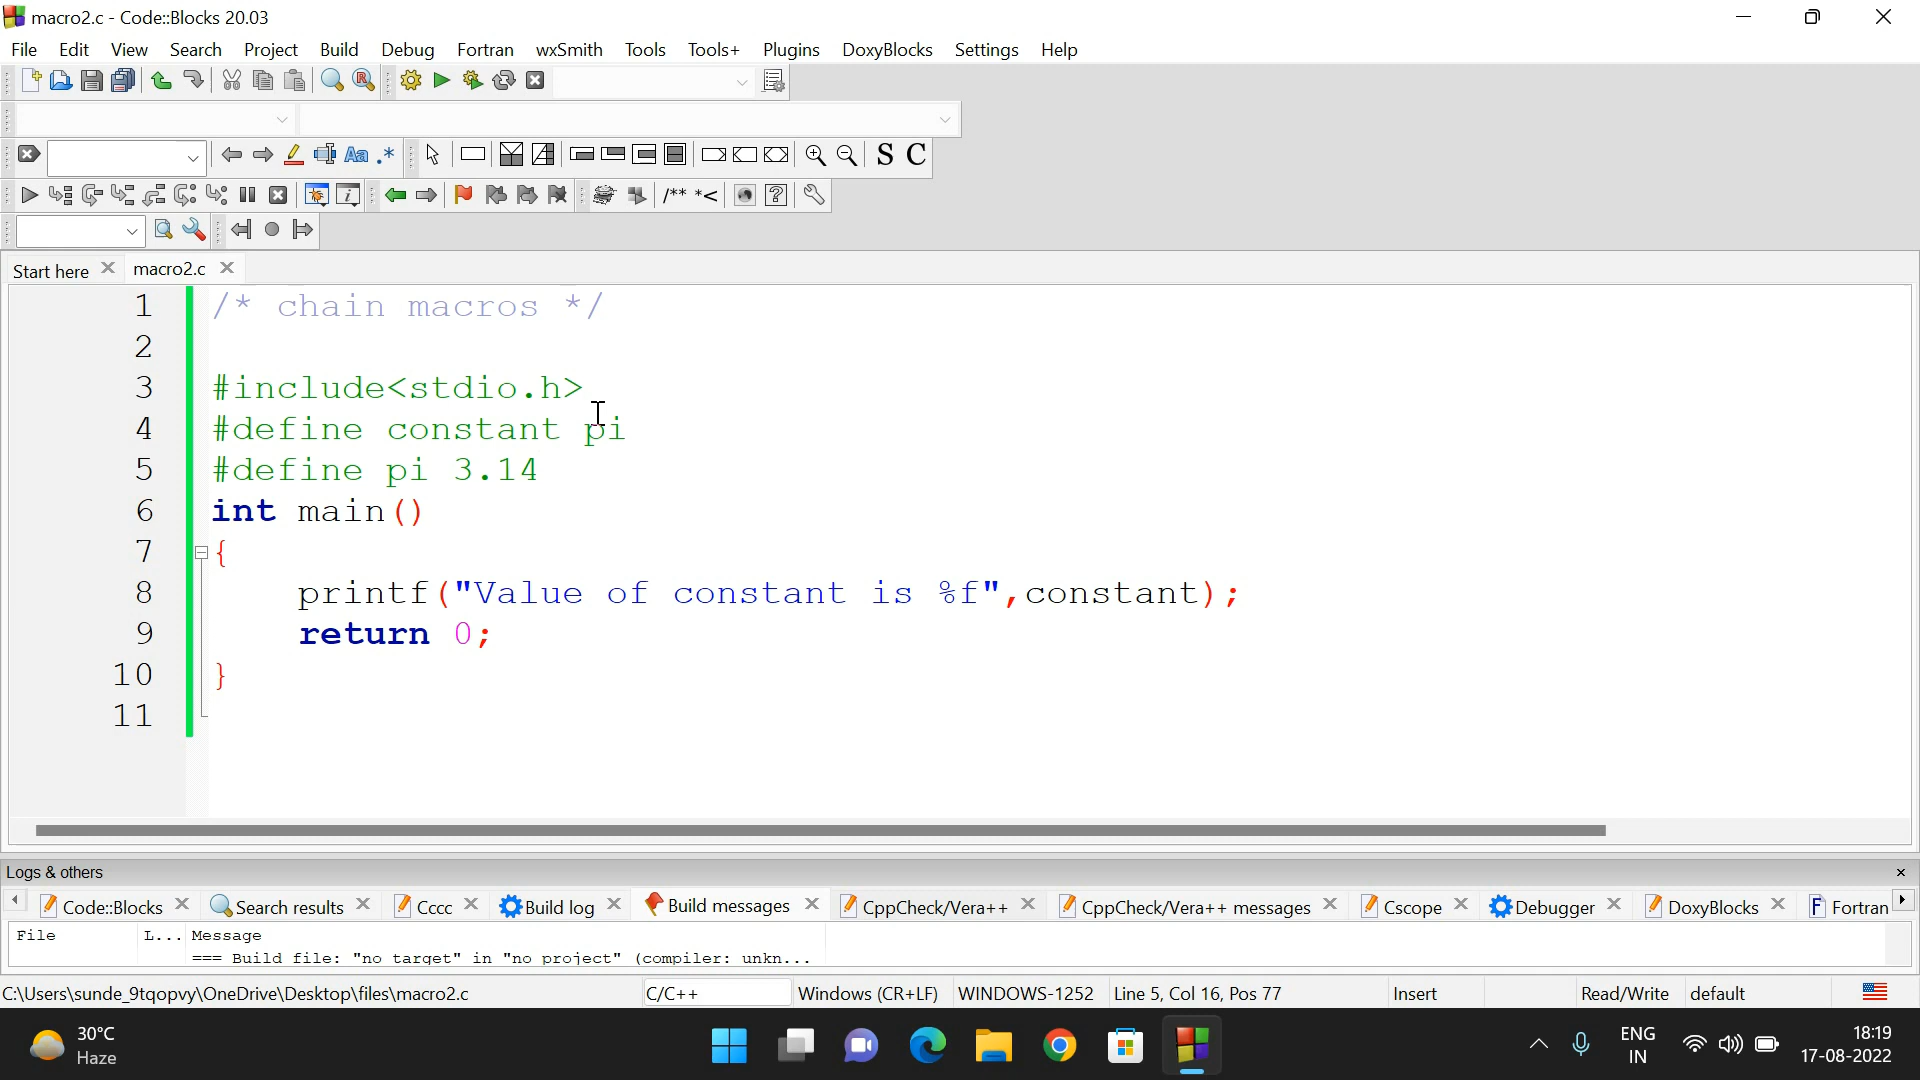 macro2.c - Code::Blocks 20.03
File Edit View Search Project Build Debug Fortran wxSmith Tools Tools+ Plugins DoxyBlocks Settings Help
Aa .* S C
/** *<
Start here macro2.c
1 /* chain macros */
2
3 #include<stdio.h>
4 #define constant pi
5 #define pi 3.14
6 int main()
7 {
8 printf("Value of constant is %f",constant);
9 return 0;
10 }
11
Logs & others
Code::Blocks Search results Cccc Build log Build messages CppCheck/Vera++ CppCheck/Vera++ messages Cscope Debugger DoxyBlocks Fortran
File L... Message
=== Build file: "no target" in "no project" (compiler: unkn...
C:\Users\sunde_9tqopvy\OneDrive\Desktop\files\macro2.c C/C++ Windows (CR+LF) WINDOWS-1252 Line 5, Col 16, Pos 77 Insert Read/Write default
30°C
Haze
ENG
IN
18:19
17-08-2022